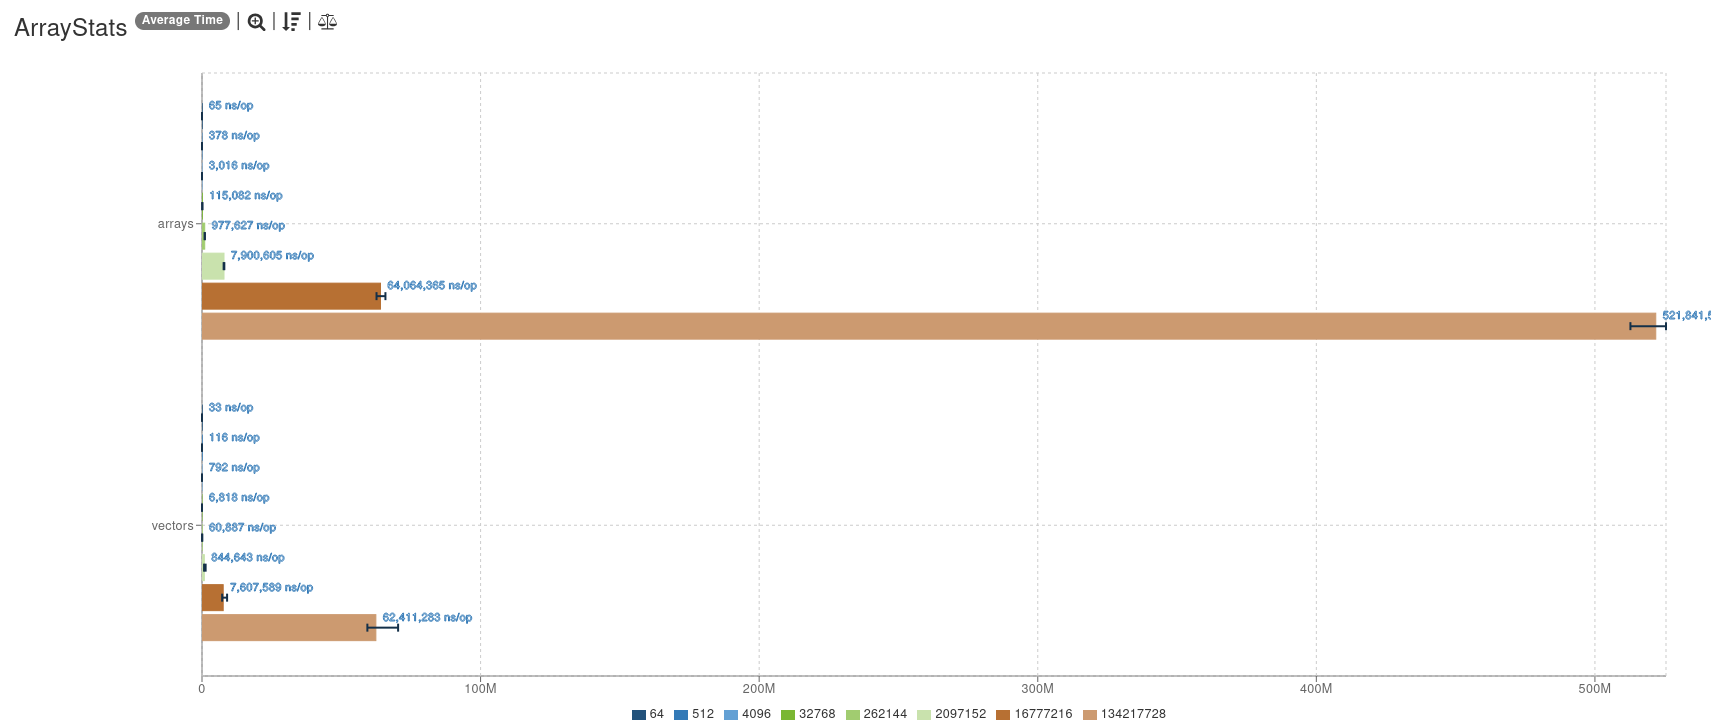 ArrayStats Average Time
65 ns/op
378 ns/op
3,016 ns/op
115,082 ns/op
arrays
977,627 ns/op
7,900,605 ns/op
64,064,365 ns/op
521,841,5
33 ns/op
116 ns/op
792 ns/op
6,818 ns/op
vectors
60,887 ns/op
844,643 ns/op
7,607,589 ns/op
62,411,283 ns/op
0 100M 200M 300M 400M 500M
64 512 4096 32768 262144 2097152 16777216 134217728